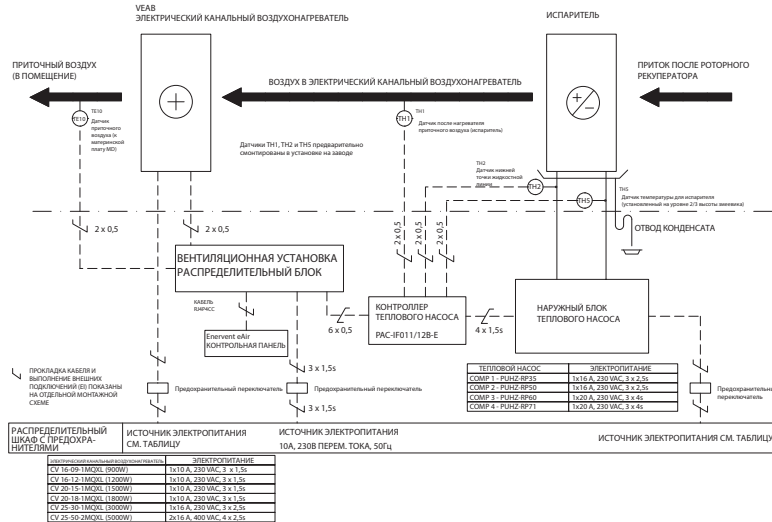 VEAB
ЭЛЕКТРИЧЕСКИЙ КАНАЛЬНЫЙ ВОЗДУХОНАГРЕВАТЕЛЬ
ИСПАРИТЕЛЬ
ПРИТОЧНЫЙ ВОЗДУХ
(В ПОМЕЩЕНИЕ)
ВОЗДУХ В ЭЛЕКТРИЧЕСКИЙ КАНАЛЬНЫЙ ВОЗДУХОНАГРЕВАТЕЛЬ
ПРИТОК ПОСЛЕ РОТОРНОГО
РЕКУПЕРАТОРА
TE10
TE10
Датчик
приточного
воздуха (к
материнской
плату MD)
TH1
TH1
Датчик после нагревателя
приточного воздуха (испаритель)
Датчики TH1, TH2 и TH5 предварительно
смонтированы в установке на заводе
TH2
Датчик нижней
точки жидкостной
линии
TH2
TH5
TH5
Датчик температуры для испарителя
(установленный на уровне 2/3 высоты змеевика)
ОТВОД КОНДЕНСАТА
2 x 0,5
2 x 0,5
2 x 0,5
2 x 0,5
2 x 0,5
ВЕНТИЛЯЦИОННАЯ УСТАНОВКА
РАСПРЕДЕЛИТЕЛЬНЫЙ БЛОК
КАБЕЛЬ
RJ4P4CC
Enervent eAir
КОНТРОЛЬНАЯ ПАНЕЛЬ
6 x 0,5
КОНТРОЛЛЕР
ТЕПЛОВОГО НАСОСА
PAC-IF011/12B-E
4 x 1,5s
НАРУЖНЫЙ БЛОК
ТЕПЛОВОГО НАСОСА
3 x 1,5s
3 x 1,5s
ПРОКЛАДКА КАБЕЛЯ И
ВЫПОЛНЕНИЕ ВНЕШНИХ
ПОДКЛЮЧЕНИЙ (E0) ПОКАЗАНЫ
НА ОТДЕЛЬНОЙ МОНТАЖНОЙ
СХЕМЕ
Предохранительный переключатель
Предохранительный переключатель
Предохранительный
переключатель
ТЕПЛОВОЙ НАСОС ЭЛЕКТРОПИТАНИЕ
COMP 1 - PUHZ-RP35 1x16 A, 230 VAC, 3 x 2,5s
COMP 2 - PUHZ-RP50 1x16 A, 230 VAC, 3 x 2,5s
COMP 3 - PUHZ-RP60 1x20 A, 230 VAC, 3 x 4s
COMP 4 - PUHZ-RP71 1x20 A, 230 VAC, 3 x 4s
РАСПРЕДЕЛИТЕЛЬНЫЙ
ШКАФ С ПРЕДОХРА-
НИТЕЛЯМИ
ИСТОЧНИК ЭЛЕКТРОПИТАНИЯ
СМ. ТАБЛИЦУ
ИСТОЧНИК ЭЛЕКТРОПИТАНИЯ
10А, 230В ПЕРЕМ. ТОКА, 50Гц
ИСТОЧНИК ЭЛЕКТРОПИТАНИЯ СМ. ТАБЛИЦУ
ЭЛЕКТРИЧЕСКИЙ КАНАЛЬНЫЙ ВОЗДУХОНАГРЕВАТЕЛЬ ЭЛЕКТРОПИТАНИЕ
CV 16-09-1MQXL (900W) 1x10 A, 230 VAC, 3 x 1,5s
CV 16-12-1MQXL (1200W) 1x10 A, 230 VAC, 3 x 1,5s
CV 20-15-1MQXL (1500W) 1x10 A, 230 VAC, 3 x 1,5s
CV 20-18-1MQXL (1800W) 1x10 A, 230 VAC, 3 x 1,5s
CV 25-30-1MQXL (3000W) 1x16 A, 230 VAC, 3 x 2,5s
CV 25-50-2MQXL (5000W) 2x16 A, 400 VAC, 4 x 2,5s